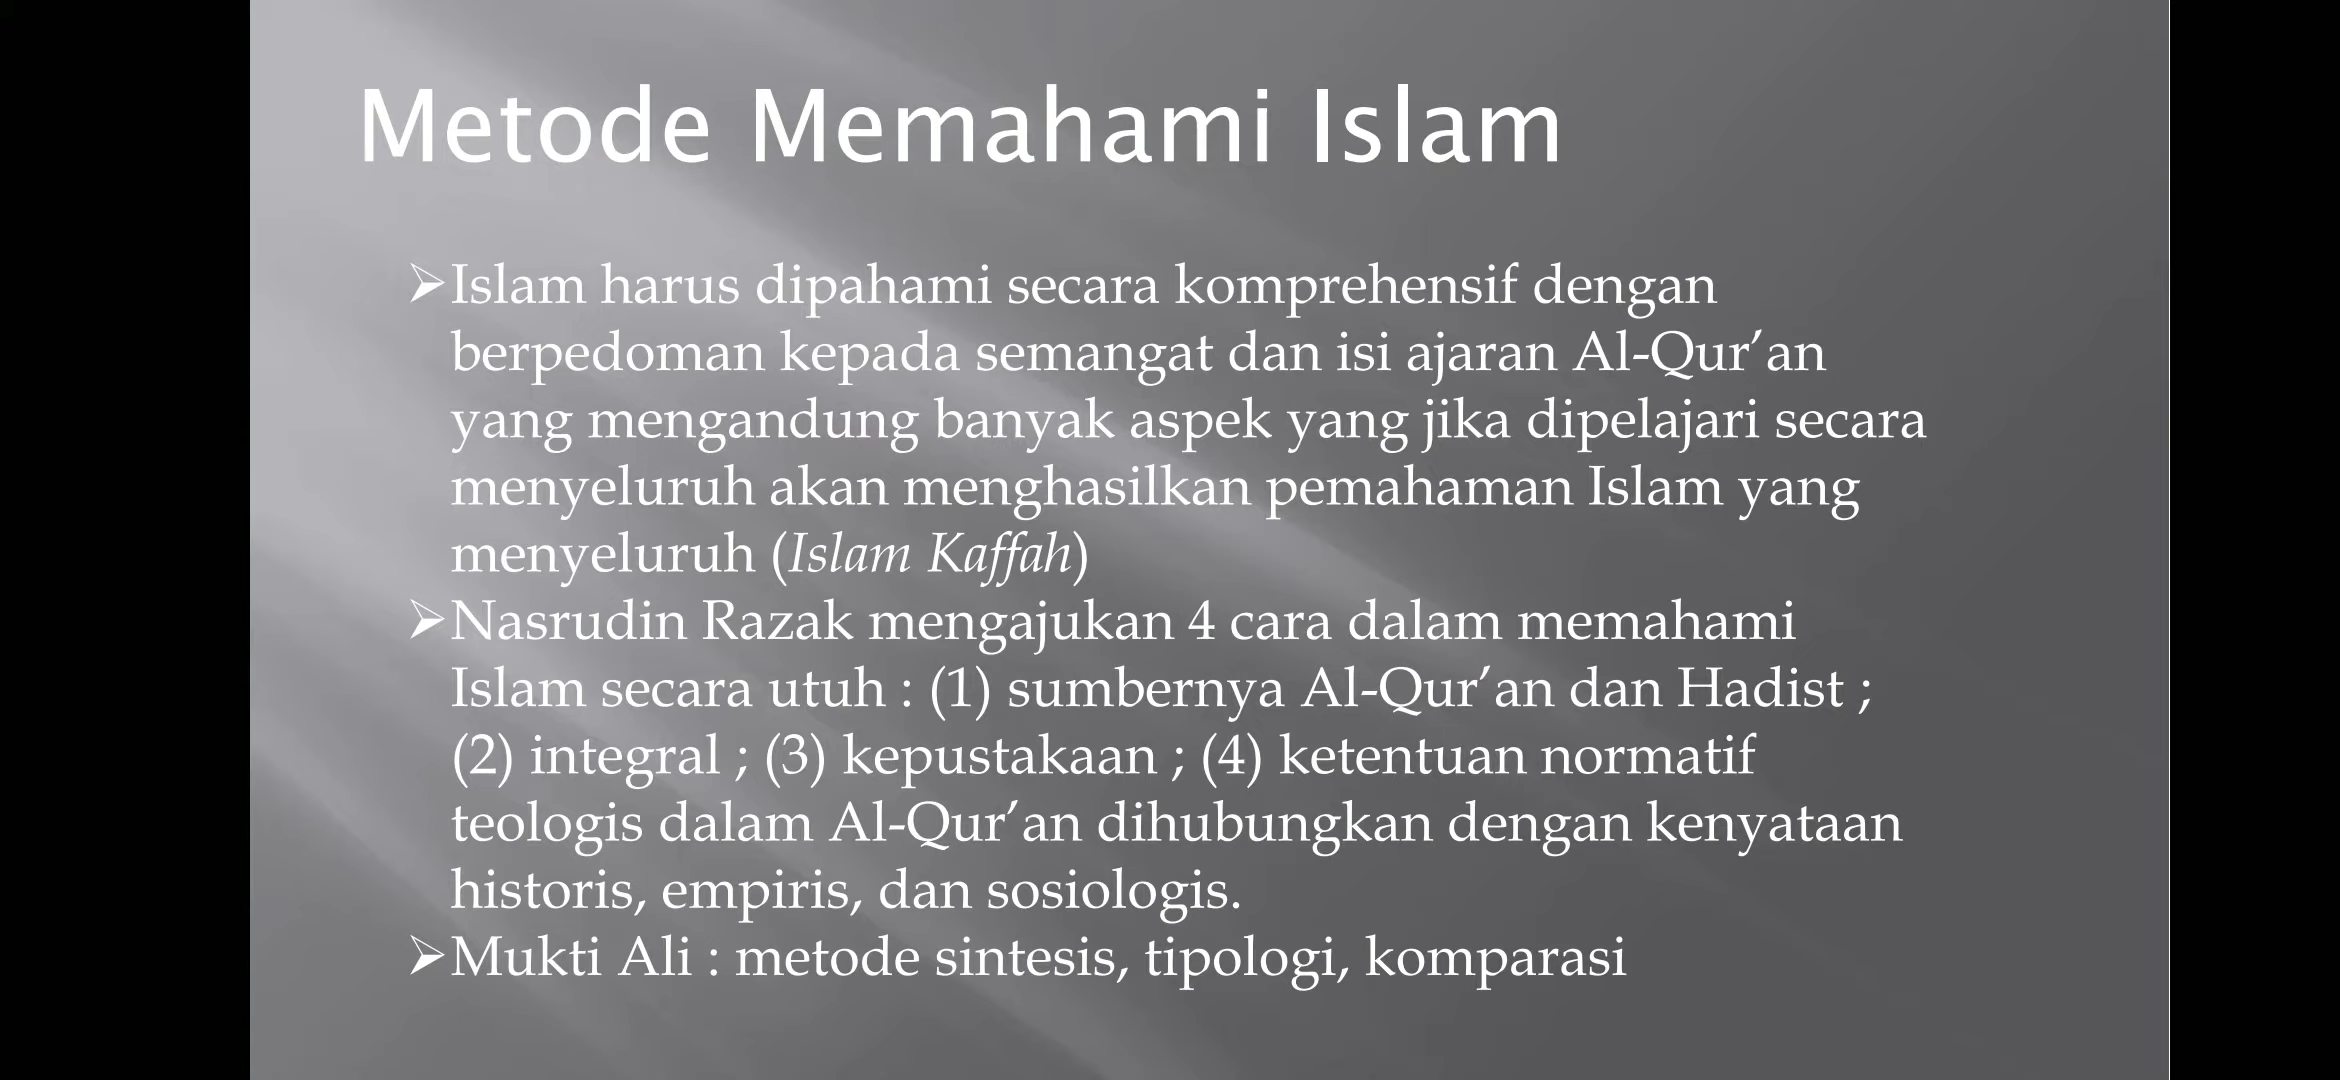 Metode Memahami Islam
➢Islam harus dipahami secara komprehensif dengan
berpedoman kepada semangat dan isi ajaran Al-Qur’an
yang mengandung banyak aspek yang jika dipelajari secara
menyeluruh akan menghasilkan pemahaman Islam yang
menyeluruh (Islam Kaffah)
➢Nasrudin Razak mengajukan 4 cara dalam memahami
Islam secara utuh : (1) sumbernya Al-Qur’an dan Hadist ;
(2) integral ; (3) kepustakaan ; (4) ketentuan normatif
teologis dalam Al-Qur’an dihubungkan dengan kenyataan
historis, empiris, dan sosiologis.
➢Mukti Ali : metode sintesis, tipologi, komparasi